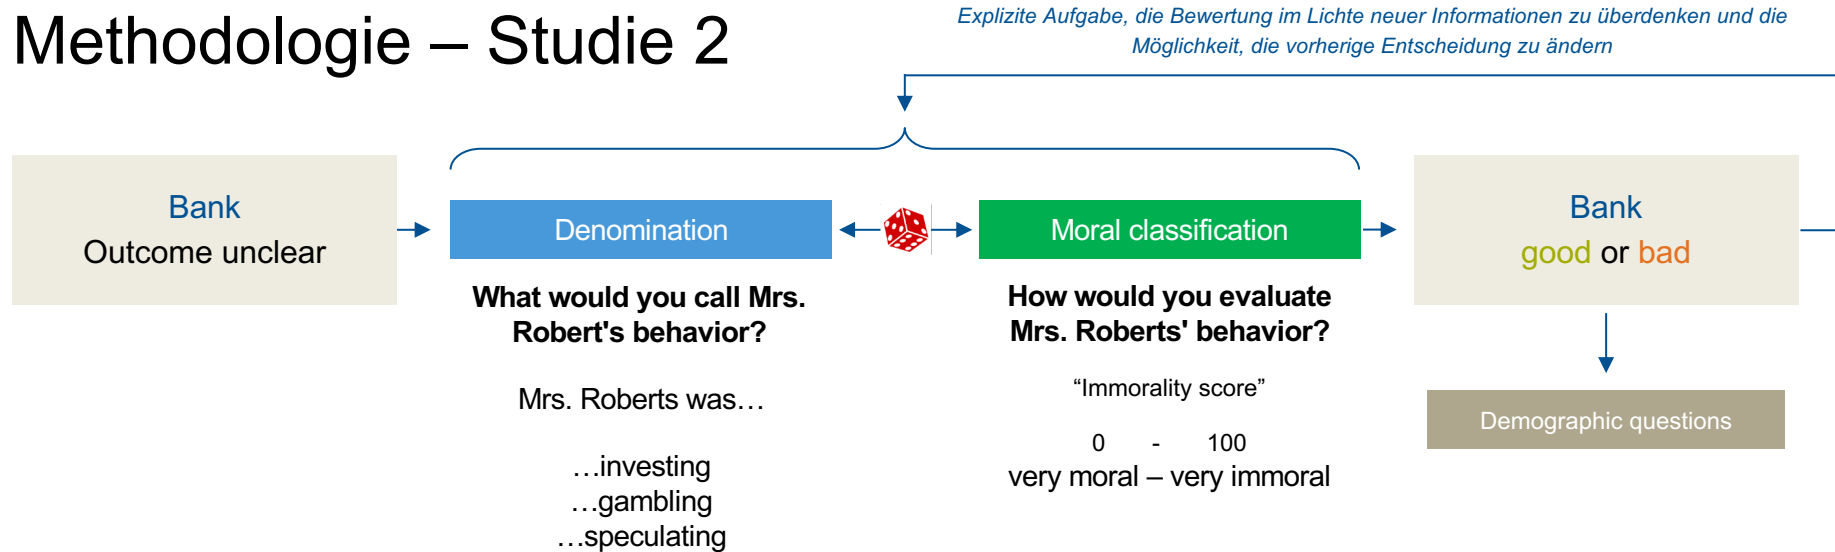 Methodologie – Studie 2
Explizite Aufgabe, die Bewertung im Lichte neuer Informationen zu überdenken und die
Möglichkeit, die vorherige Entscheidung zu ändern
Bank
Outcome unclear
Denomination
What would you call Mrs.
Robert's behavior?
Mrs. Roberts was…
…investing
…gambling
…speculating
Moral classification
How would you evaluate
Mrs. Roberts' behavior?
“Immorality score”
0 - 100
very moral – very immoral
Bank
good or bad
Demographic questions